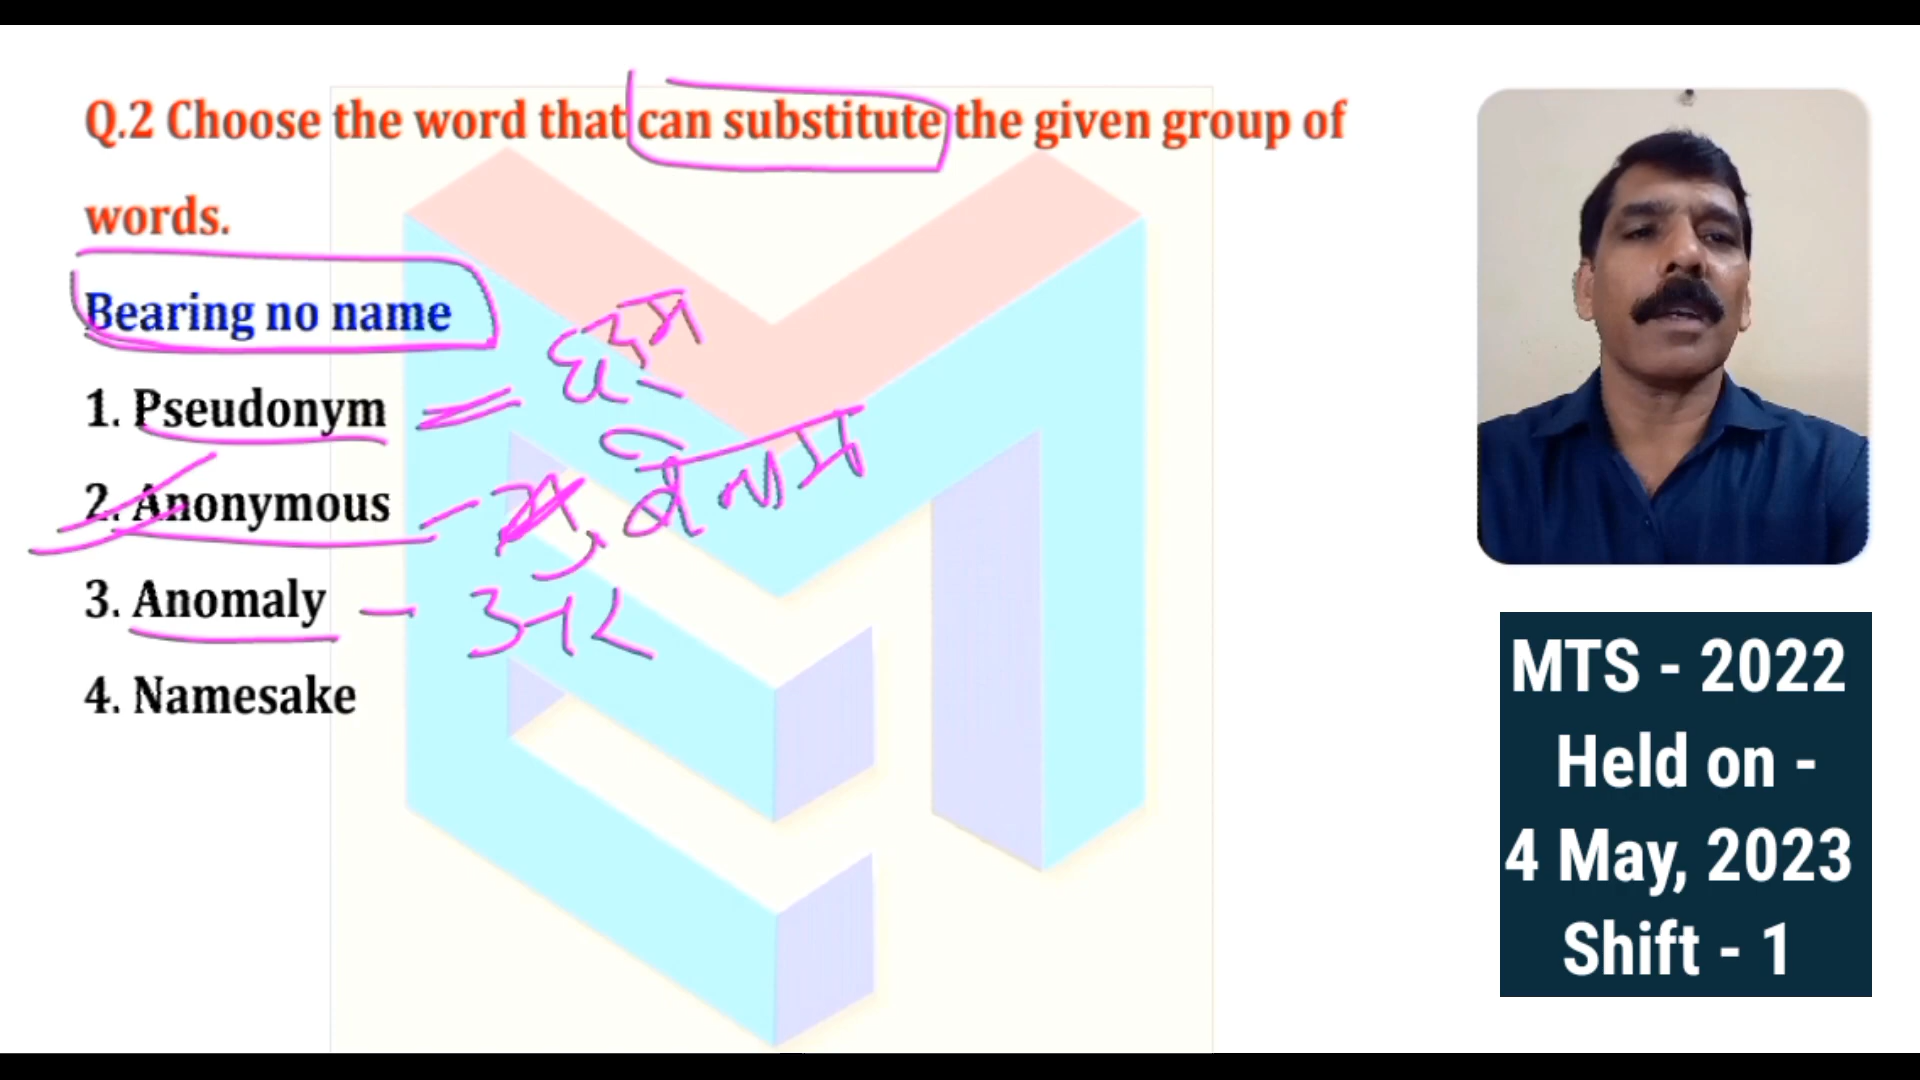 Q.2 Choose the word that can substitute the given group of
words.
Bearing no name
1. Pseudonym
2. Anonymous - बेनाम
3. Anomaly -
4. Namesake
MTS - 2022
Held on -
4 May, 2023
Shift - 1